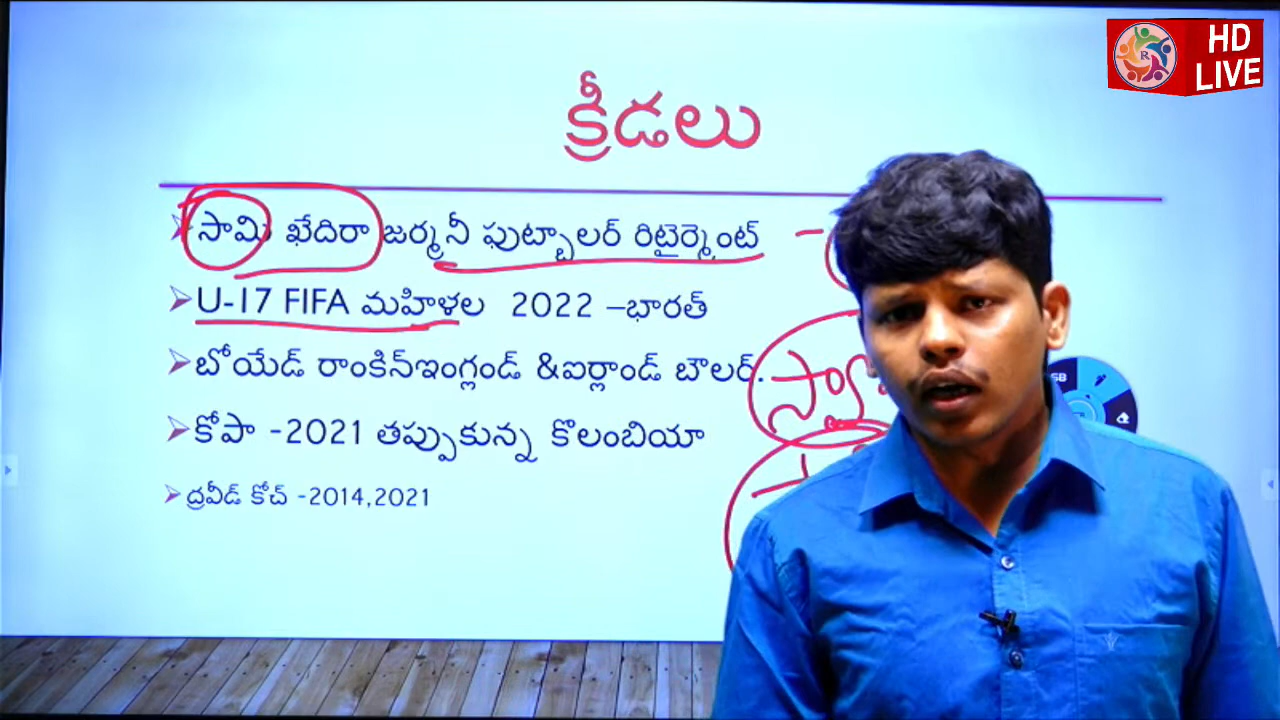 HD
LIVE
క్రీడలు
సామి ఖేదిరా జర్మనీ ఫుట్బాలర్ రిటైర్మెంట్
U-17 FIFA మహిళల 2022 –భారత్
బోయేడ్ రాంకిన్ఇంగ్లండ్ &ఐర్లాండ్ బౌలర్.
కోపా -2021 తప్పుకున్న కొలంబియా
ద్రవీడ్ కోచ్ -2014,2021